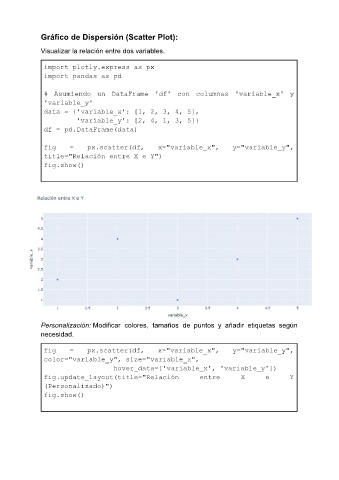 Gráfico de Dispersión (Scatter Plot):
Visualizar la relación entre dos variables.
import plotly.express as px
import pandas as pd
# Asumiendo un DataFrame 'df' con columnas 'variable_x' y
'variable_y'
data = {'variable_x': [1, 2, 3, 4, 5],
'variable_y': [2, 4, 1, 3, 5]}
df = pd.DataFrame(data)
fig = px.scatter(df, x="variable_x", y="variable_y",
title="Relación entre X e Y")
fig.show()
Relación entre X e Y
5
4.5
4
3.5
3
2.5
2
1.5
1
variable_y
1 1.5 2 2.5 3 3.5 4 4.5 5
variable_x
Personalización: Modificar colores, tamaños de puntos y añadir etiquetas según
necesidad.
fig = px.scatter(df, x="variable_x", y="variable_y",
color="variable_y", size="variable_x",
hover_data=['variable_x', 'variable_y'])
fig.update_layout(title="Relación entre X e Y
(Personalizado)")
fig.show()